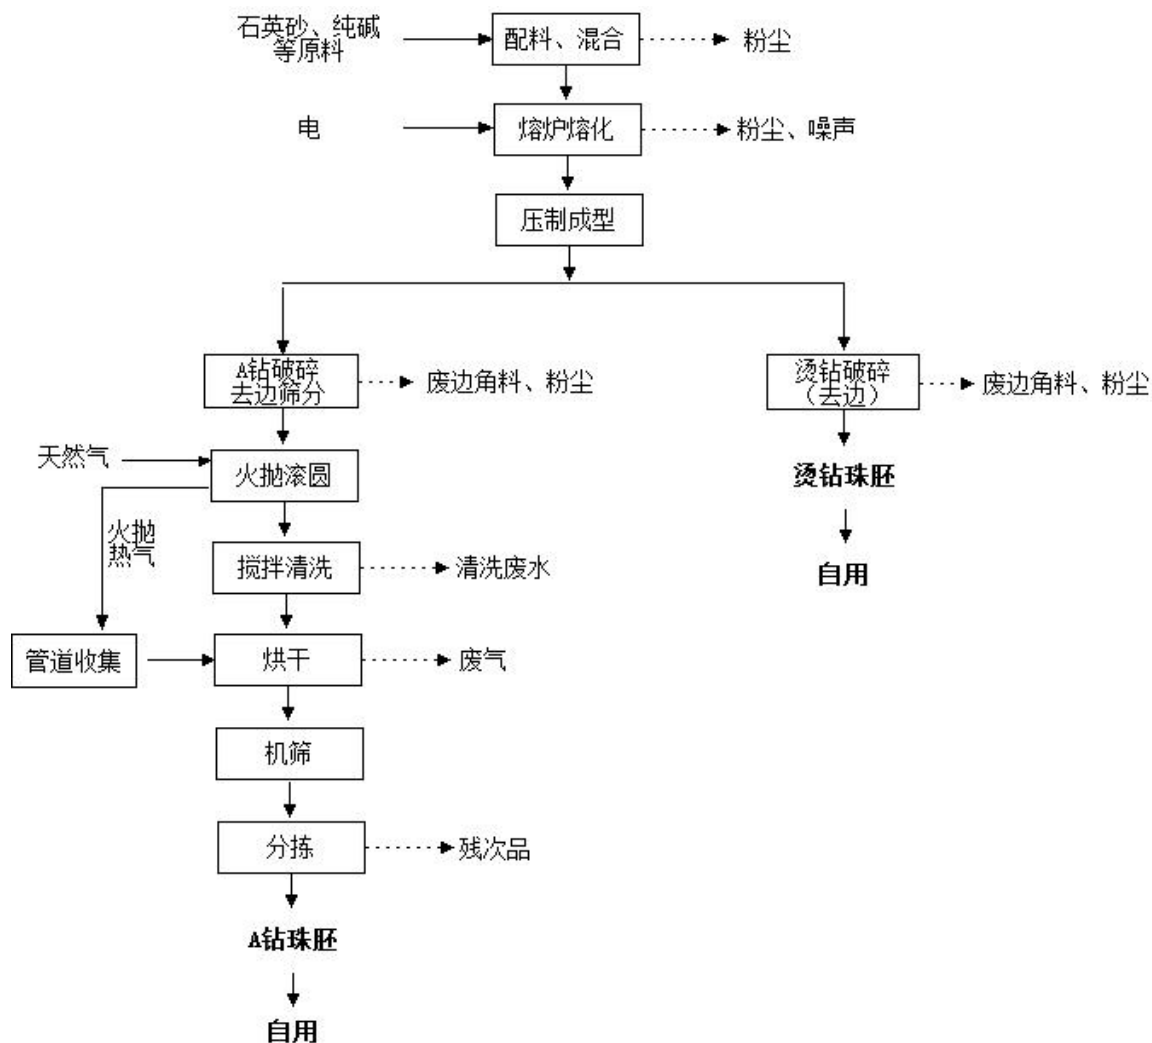 石英砂、纯碱
等原料
配料、混合
粉尘
电
熔炉熔化
粉尘、噪声
压制成型
A钻破碎
去边筛分
废边角料、粉尘
烫钻破碎
（去边）
废边角料、粉尘
天然气
火抛滚圆
烫钻珠胚
火抛
热气
搅拌清洗
清洗废水
自用
管道收集
烘干
废气
机筛
分拣
残次品
A钻珠胚
自用